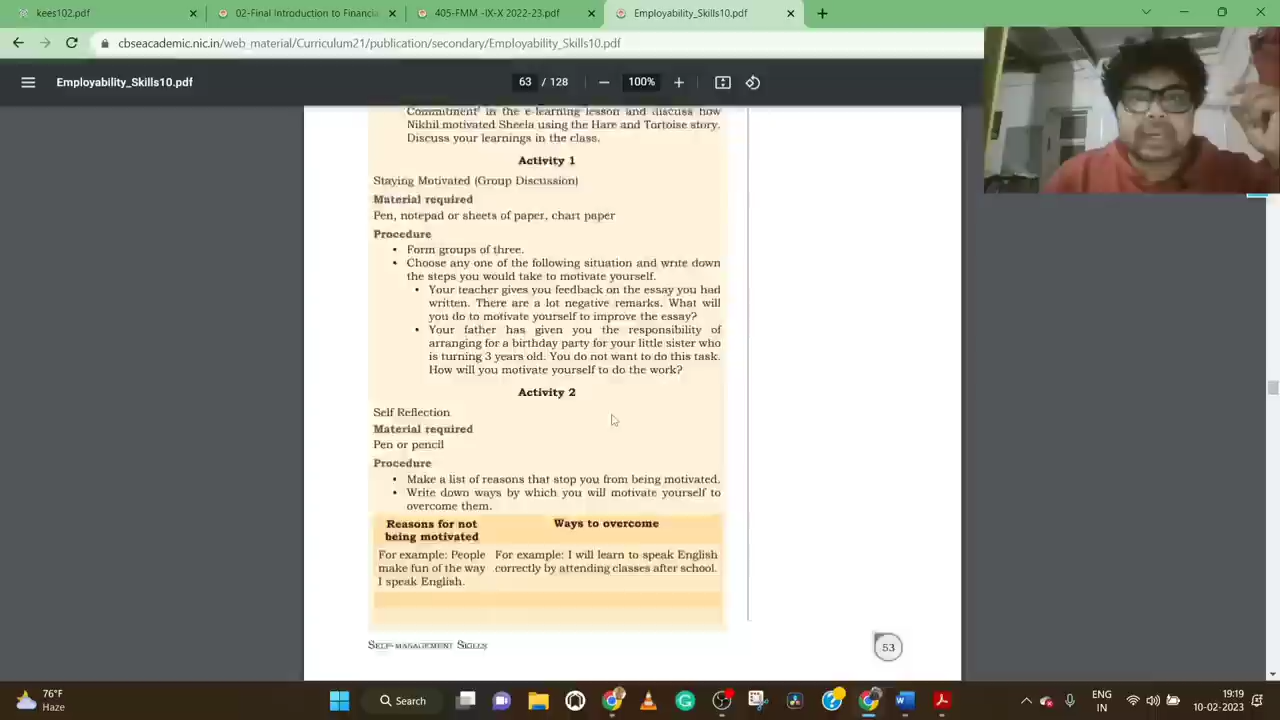 kees102.pdf
02-Final Introduction to Financia
405-FMM -IX-X 2022-23.pdf
Employability_Skills10.pdf
cbseacademic.nic.in/web-material/Curriculum21/publication/secondary/Employability_Skills10.pdf
Employability_Skills10.pdf
63 / 128
100%
Commitment' in the e-learning lesson and discuss how
Nikhil motivated Sheela using the Hare and Tortoise story.
Discuss your learnings in the class.
Activity 1
Staying Motivated (Group Discussion)
Material required
Pen, notepad or sheets of paper, chart paper
Procedure
• Form groups of three.
• Choose any one of the following situation and write down
the steps you would take to motivate yourself.
• Your teacher gives you feedback on the essay you had
written. There are a lot negative remarks. What will
you do to motivate yourself to improve the essay?
• Your father has given you the responsibility of
arranging for a birthday party for your little sister who
is turning 3 years old. You do not want to do this task.
How will you motivate yourself to do the work?
Activity 2
Self Reflection
Material required
Pen or pencil
Procedure
• Make a list of reasons that stop you from being motivated.
• Write down ways by which you will motivate yourself to
overcome them.
Reasons for not
being motivated
Ways to overcome
For example: People
make fun of the way
I speak English.
For example: I will learn to speak English
correctly by attending classes after school.
Self-management Skills
53
76°F
Haze
Search
ENG
IN
19:19
10-02-2023